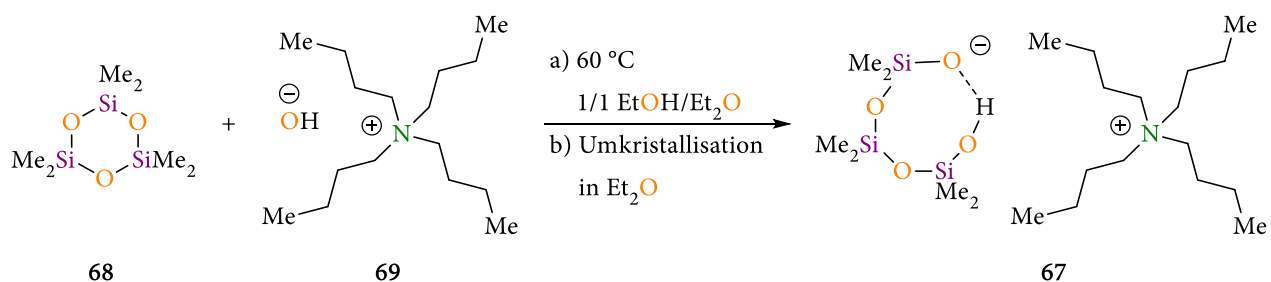 Me Me
a) 60 °C
1/1 EtOH/Et2O
b) Umkristallisation
in Et2O
Me2
Si
O O
Me2Si SiMe2
O
+
⊖
OH
⊕ N
Me Me
Me2Si O ⊖
O H
Me2Si O
O Si
Me2
Me Me
⊕ N
Me Me
68 69 67